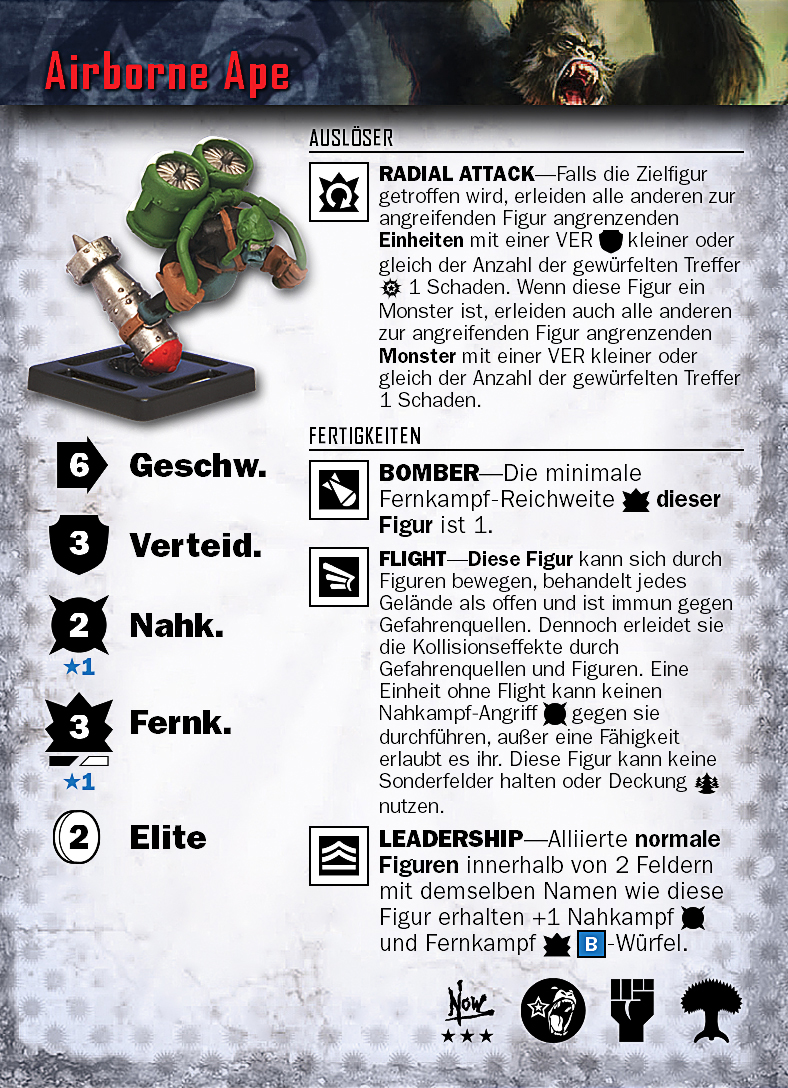 Airborne Ape
AUSLÖSER
RADIAL ATTACK—Falls die Zielfigur
getroffen wird, erleiden alle anderen zur
angreifenden Figur angrenzenden
Einheiten mit einer VER kleiner oder
gleich der Anzahl der gewürfelten Treffer
1 Schaden. Wenn diese Figur ein
Monster ist, erleiden auch alle anderen
zur angreifenden Figur angrenzenden
Monster mit einer VER kleiner oder
gleich der Anzahl der gewürfelten Treffer
1 Schaden.
6 Geschw.
3 Verteid.
2 Nahk.
★1
3 Fernk.
★1
2 Elite
FERTIGKEITEN
BOMBER—Die minimale
Fernkampf-Reichweite dieser
Figur ist 1.
FLIGHT—Diese Figur kann sich durch
Figuren bewegen, behandelt jedes
Gelände als offen und ist immun gegen
Gefahrenquellen. Dennoch erleidet sie
die Kollisionseffekte durch
Gefahrenquellen und Figuren. Eine
Einheit ohne Flight kann keinen
Nahkampf-Angriff gegen sie
durchführen, außer eine Fähigkeit
erlaubt es ihr. Diese Figur kann keine
Sonderfelder halten oder Deckung
nutzen.
LEADERSHIP—Alliierte normale
Figuren innerhalb von 2 Feldern
mit demselben Namen wie diese
Figur erhalten +1 Nahkampf
und Fernkampf B-Würfel.
Now
★★★